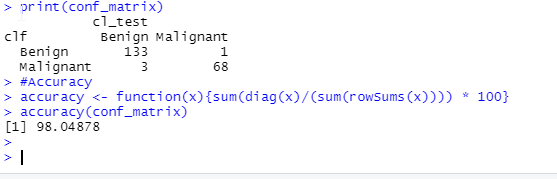 > print(conf_matrix)
cl_test
clf Benign Malignant
Benign 133 1
Malignant 3 68
> #Accuracy
> accuracy <- function(x){sum(diag(x)/(sum(rowSums(x)))) * 100}
> accuracy(conf_matrix)
[1] 98.04878
>
>